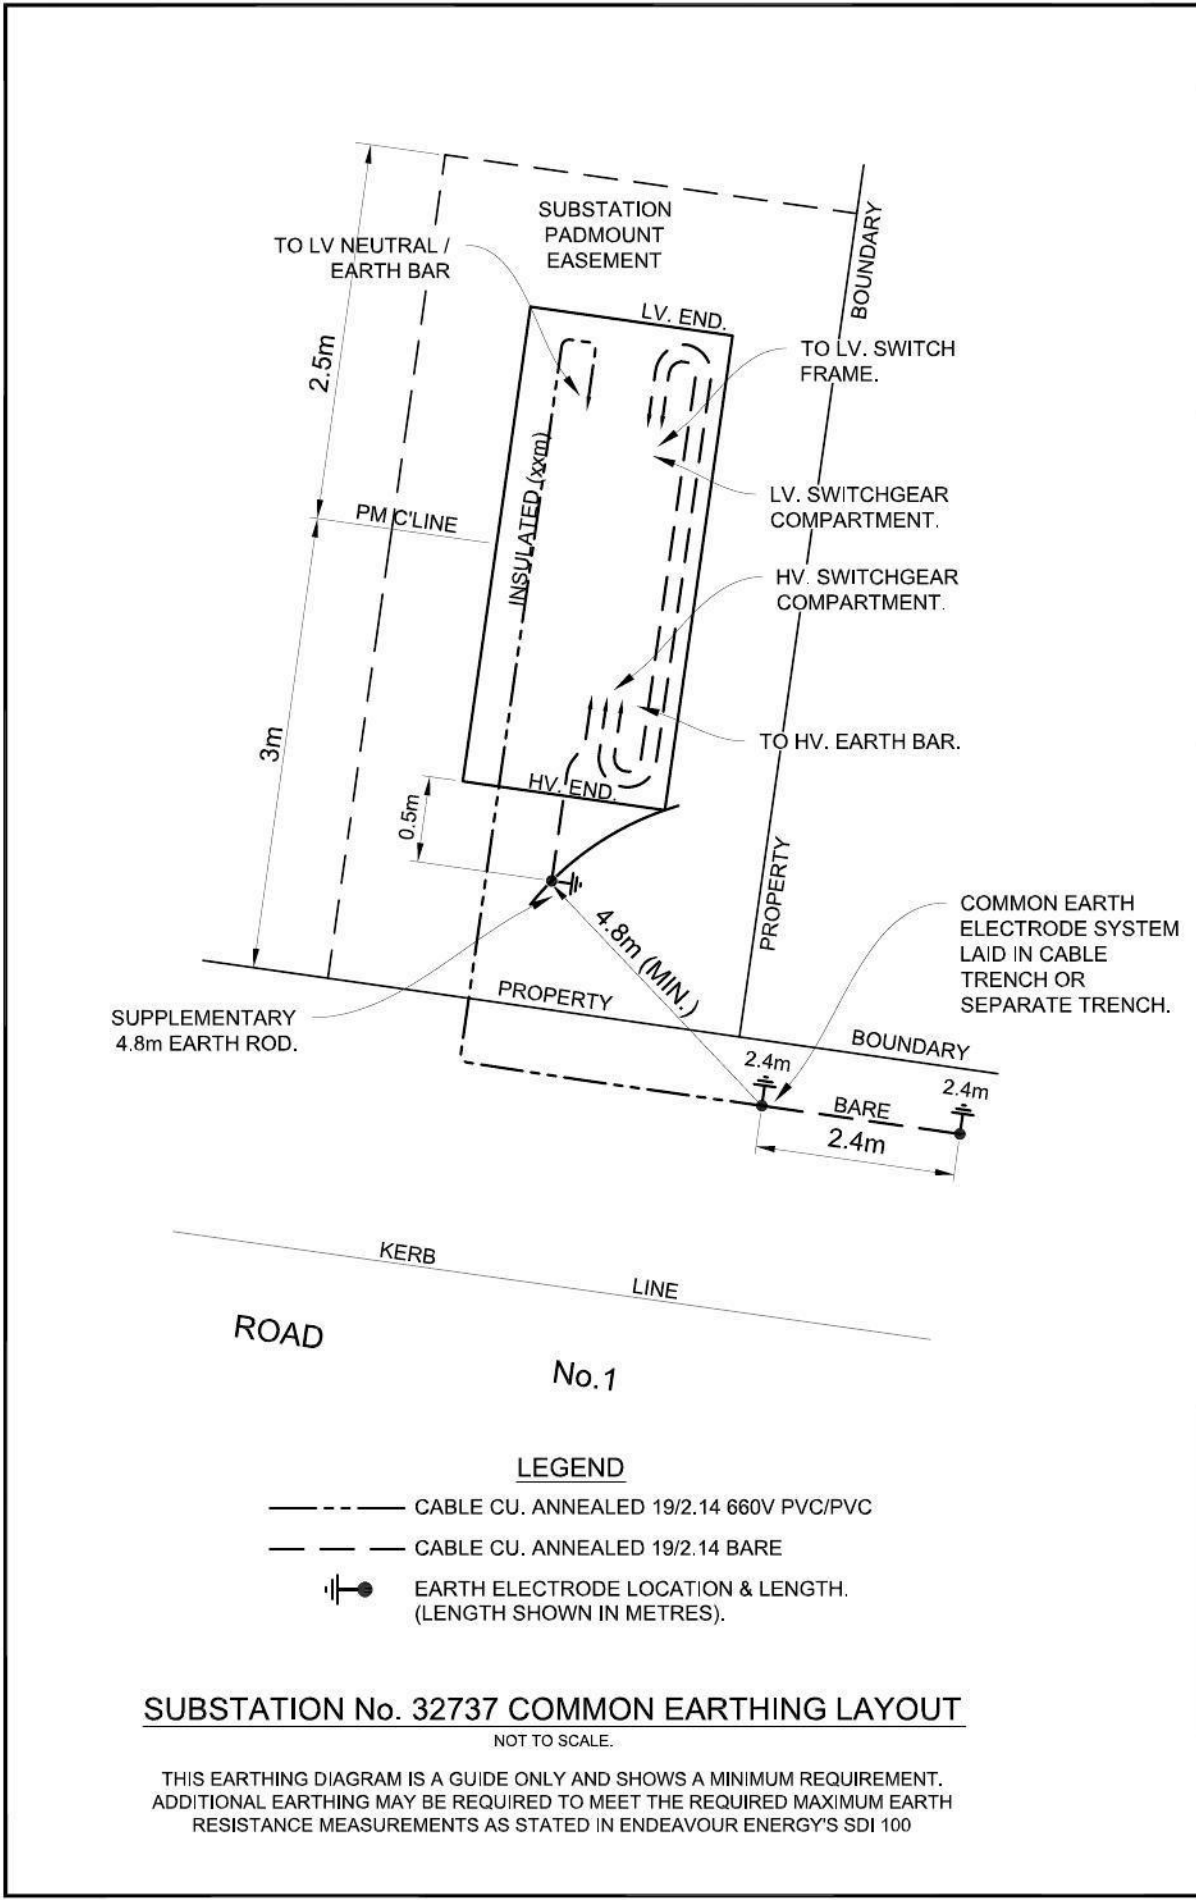 SUBSTATION
PADMOUNT
EASEMENT
TO LV NEUTRAL /
EARTH BAR
BOUNDARY
LV. END.
TO LV. SWITCH
FRAME.
2.5m
INSULATED (xxm)
LV. SWITCHGEAR
COMPARTMENT.
PM C'LINE
HV. SWITCHGEAR
COMPARTMENT.
3m
TO HV. EARTH BAR.
HV. END.
0.5m
PROPERTY
4.8m (MIN.)
COMMON EARTH
ELECTRODE SYSTEM
LAID IN CABLE
TRENCH OR
SEPARATE TRENCH.
PROPERTY
SUPPLEMENTARY
4.8m EARTH ROD.
BOUNDARY
2.4m
2.4m
BARE
2.4m
KERB
LINE
ROAD
No.1
LEGEND
CABLE CU. ANNEALED 19/2.14 660V PVC/PVC
CABLE CU. ANNEALED 19/2.14 BARE
EARTH ELECTRODE LOCATION & LENGTH.
(LENGTH SHOWN IN METRES).
SUBSTATION No. 32737 COMMON EARTHING LAYOUT
NOT TO SCALE.
THIS EARTHING DIAGRAM IS A GUIDE ONLY AND SHOWS A MINIMUM REQUIREMENT.
ADDITIONAL EARTHING MAY BE REQUIRED TO MEET THE REQUIRED MAXIMUM EARTH
RESISTANCE MEASUREMENTS AS STATED IN ENDEAVOUR ENERGY'S SDI 100